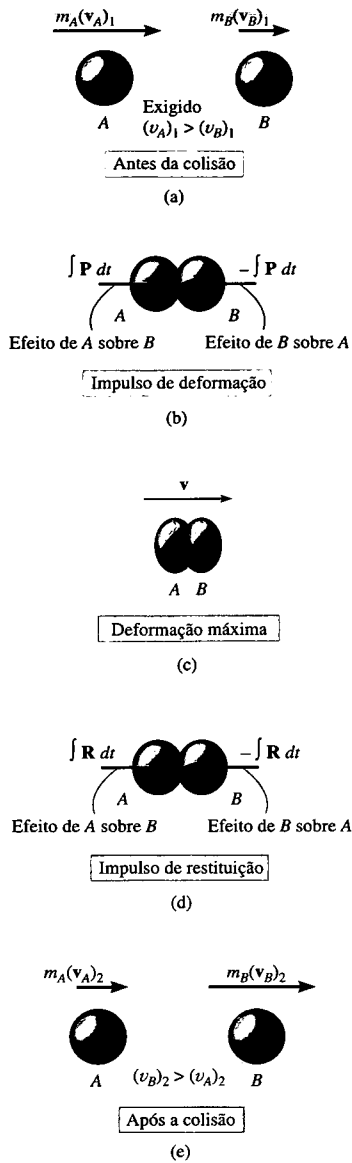 m_A(v_A)_1 m_B(v_B)_1
Exigido
A (v_A)_1 > (v_B)_1 B
Antes da colisão
(a)
∫ P dt − ∫ P dt
A B
Efeito de A sobre B Efeito de B sobre A
Impulso de deformação
(b)
v
A B
Deformação máxima
(c)
∫ R dt − ∫ R dt
A B
Efeito de A sobre B Efeito de B sobre A
Impulso de restituição
(d)
m_A(v_A)_2 m_B(v_B)_2
A (v_B)_2 > (v_A)_2 B
Após a colisão
(e)